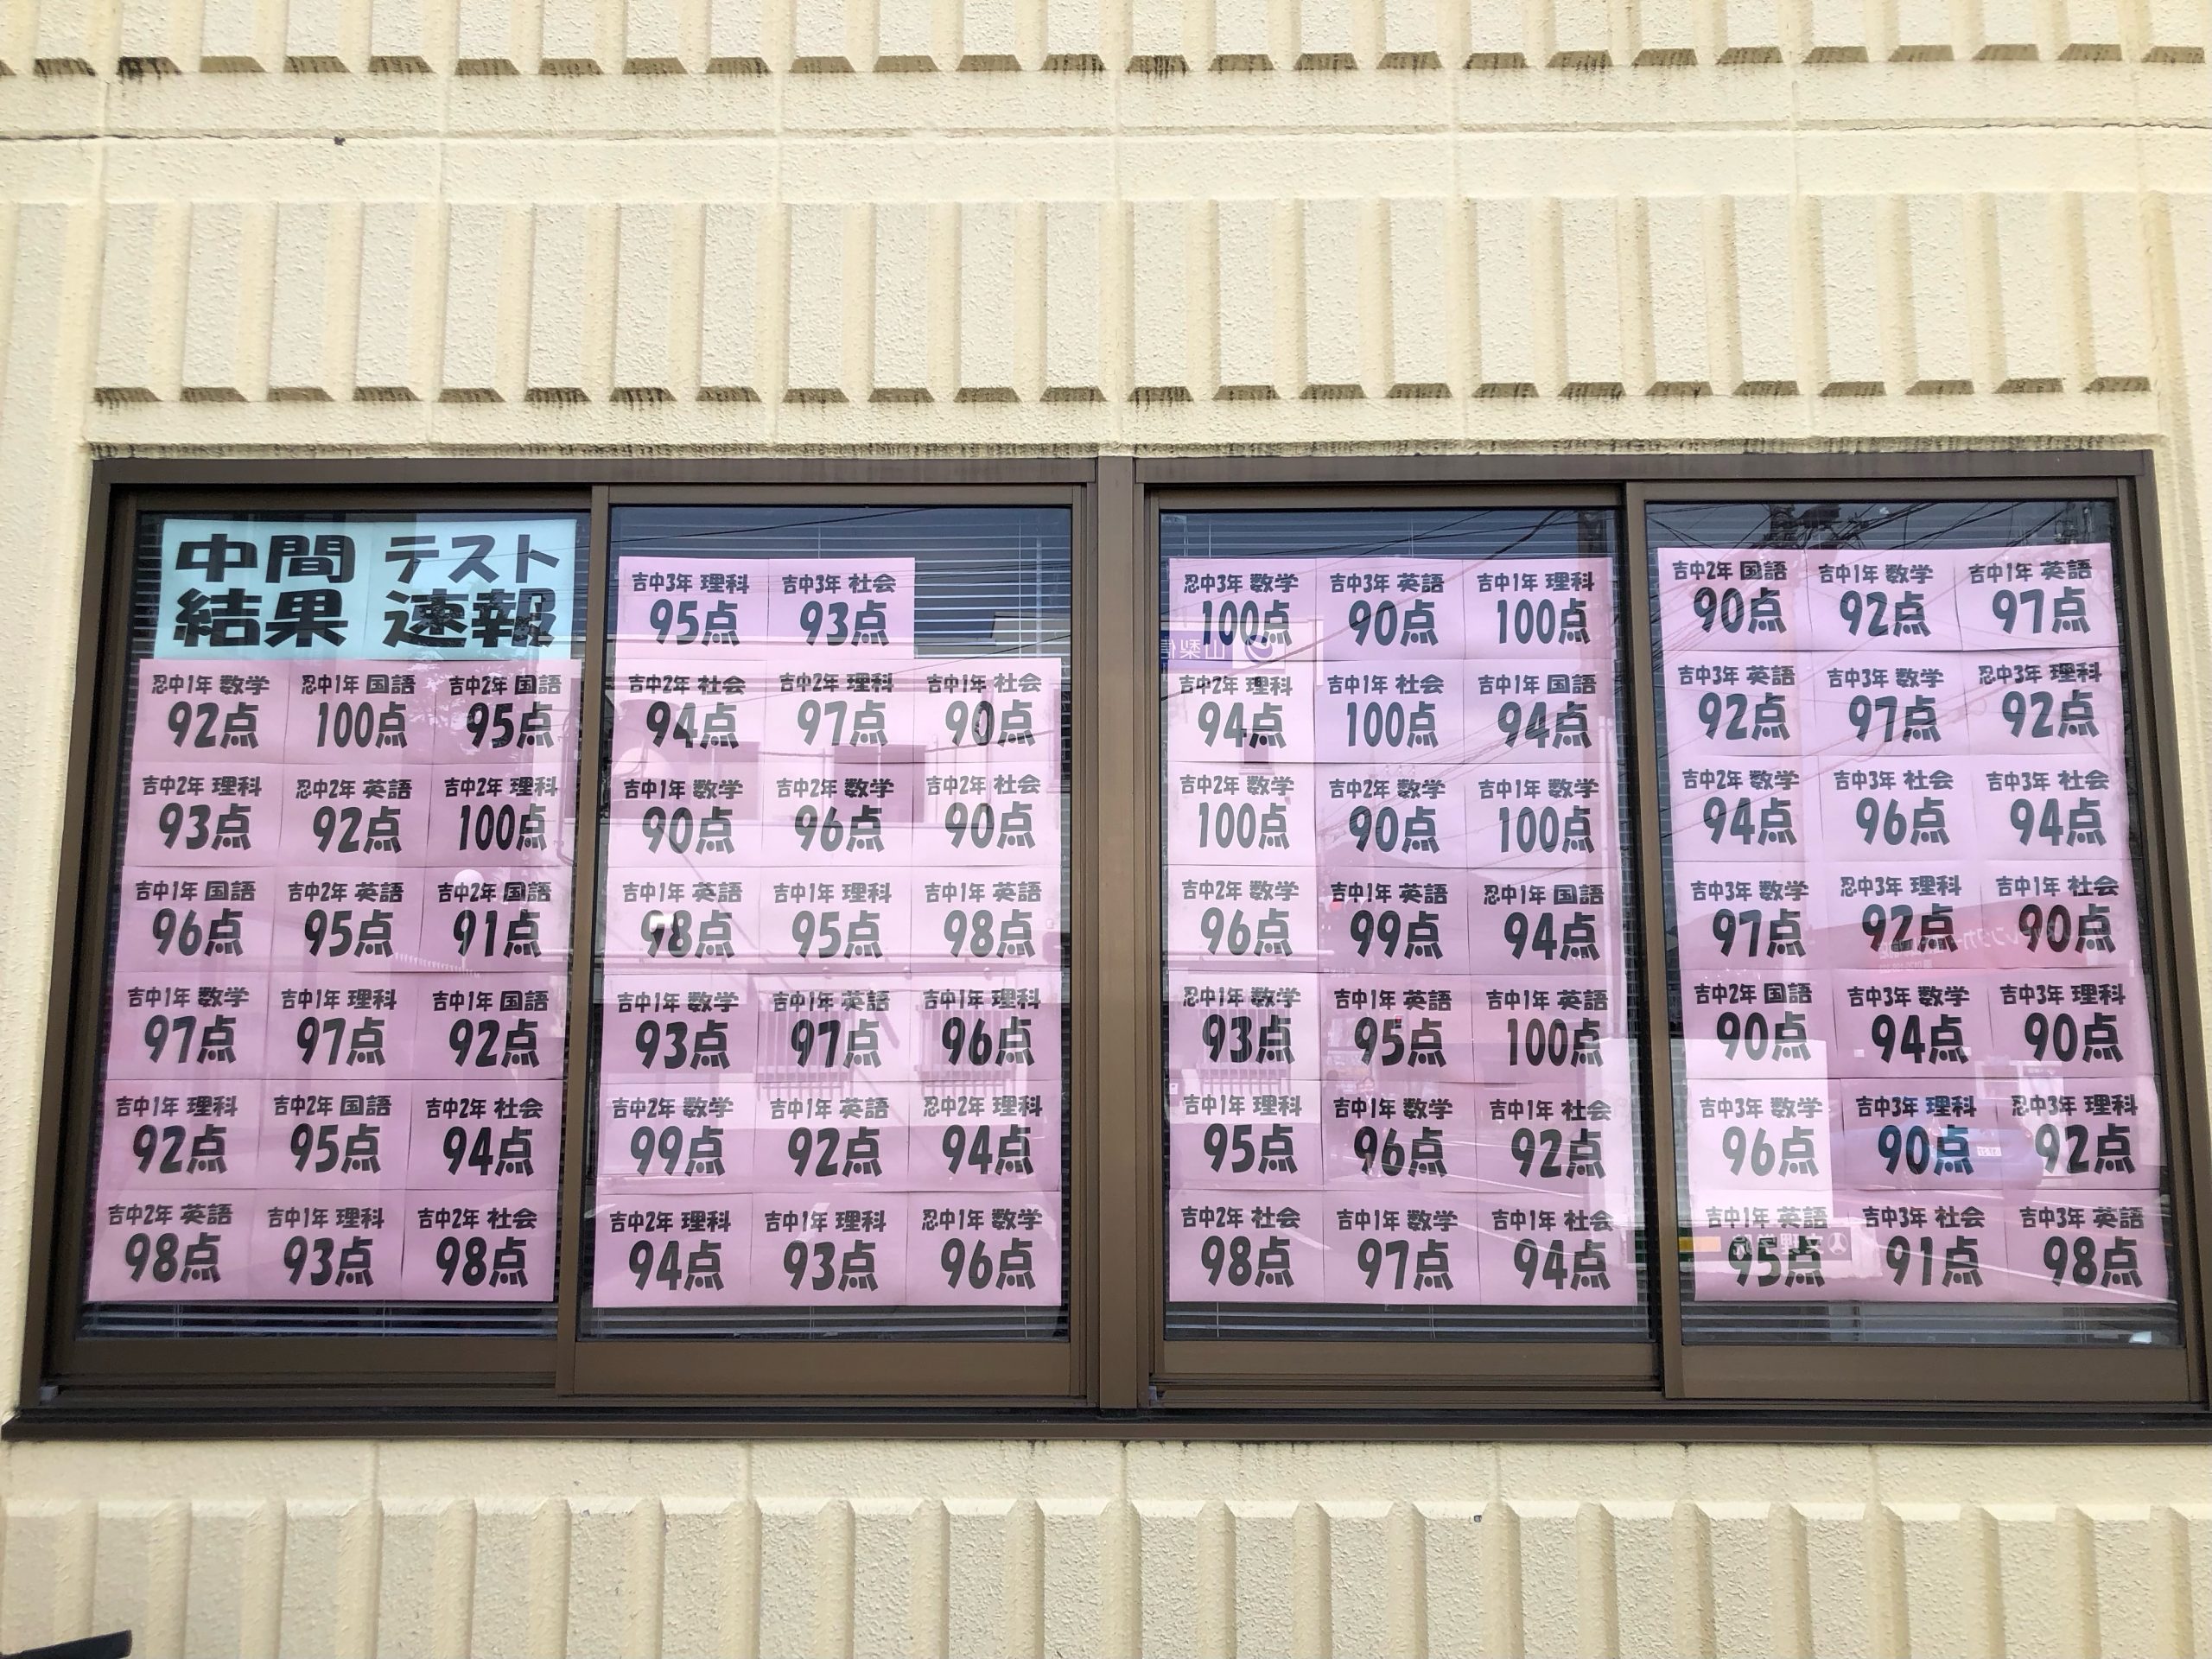 中間 テスト
結果 速報
忍中1年 数学 忍中1年 国語 吉中2年 国語
92点 100点 95点
吉中2年 理科 忍中2年 英語 吉中2年 理科
93点 92点 100点
吉中1年 国語 吉中2年 英語 吉中2年 国語
96点 95点 91点
吉中1年 数学 吉中1年 理科 吉中1年 国語
97点 97点 92点
吉中1年 理科 吉中2年 国語 吉中2年 社会
92点 95点 94点
吉中2年 英語 吉中1年 理科 吉中2年 社会
98点 93点 98点
吉中3年 理科 吉中3年 社会
95点 93点
吉中2年 社会 吉中2年 理科 吉中1年 社会
94点 97点 90点
吉中1年 数学 吉中2年 数学 吉中2年 社会
90点 96点 90点
吉中1年 英語 吉中1年 理科 吉中1年 英語
98点 95点 98点
吉中1年 数学 吉中1年 英語 吉中1年 理科
93点 97点 96点
吉中2年 数学 吉中1年 英語 忍中2年 理科
99点 92点 94点
吉中2年 理科 吉中1年 理科 忍中1年 数学
94点 93点 96点
忍中3年 数学 吉中3年 英語 吉中1年 理科
100点 90点 100点
吉中2年 理科 吉中1年 社会 吉中1年 国語
94点 100点 94点
吉中2年 数学 吉中2年 数学 吉中1年 数学
100点 90点 100点
吉中2年 数学 吉中1年 英語 忍中1年 国語
96点 99点 94点
忍中1年 数学 吉中1年 英語 吉中1年 英語
93点 95点 100点
吉中1年 理科 吉中1年 数学 吉中1年 社会
95点 96点 92点
吉中2年 社会 吉中1年 数学 吉中1年 社会
98点 97点 94点
吉中2年 国語 吉中1年 数学 吉中1年 英語
90点 92点 97点
吉中3年 英語 吉中3年 数学 忍中3年 理科
92点 97点 92点
吉中2年 数学 吉中3年 社会 吉中3年 社会
94点 96点 94点
吉中3年 数学 忍中3年 理科 吉中1年 社会
97点 92点 90点
吉中2年 国語 吉中3年 数学 吉中3年 理科
90点 94点 90点
吉中3年 数学 吉中3年 理科 忍中3年 理科
96点 90点 92点
吉中1年 英語 吉中3年 社会 吉中3年 英語
95点 91点 98点